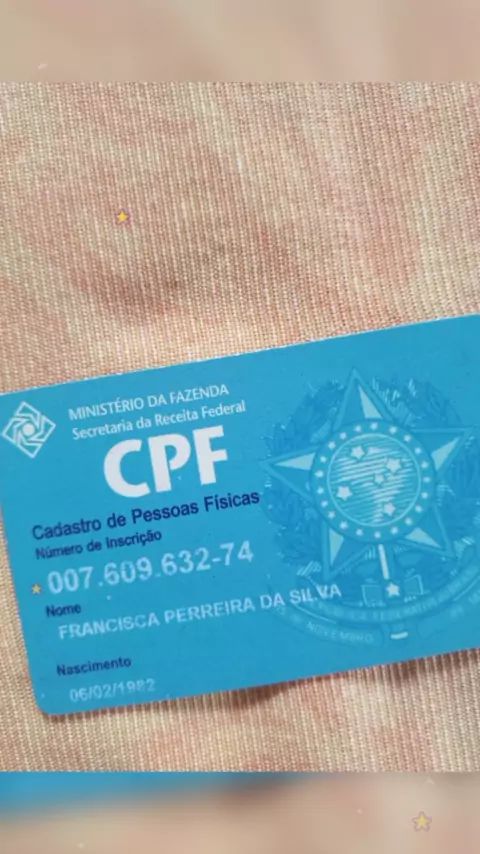 MINISTÉRIO DA FAZENDA
Secretaria da Receita Federal
CPF
Cadastro de Pessoas Físicas
Número de Inscrição
007.609.632-74
Nome
FRANCISCA PERREIRA DA SILVA
Nascimento
06/02/1982